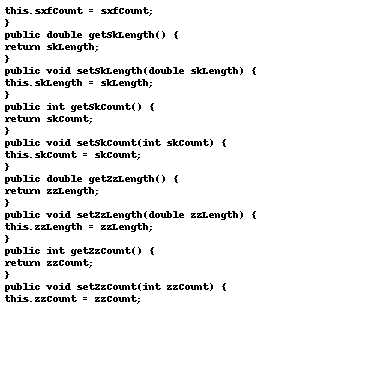 this.sxfCount = sxfCount;
}
public double getSkLength() {
return skLength;
}
public void setSkLength(double skLength) {
this.skLength = skLength;
}
public int getSkCount() {
return skCount;
}
public void setSkCount(int skCount) {
this.skCount = skCount;
}
public double getZzLength() {
return zzLength;
}
public void setZzLength(double zzLength) {
this.zzLength = zzLength;
}
public int getZzCount() {
return zzCount;
}
public void setZzCount(int zzCount) {
this.zzCount = zzCount;